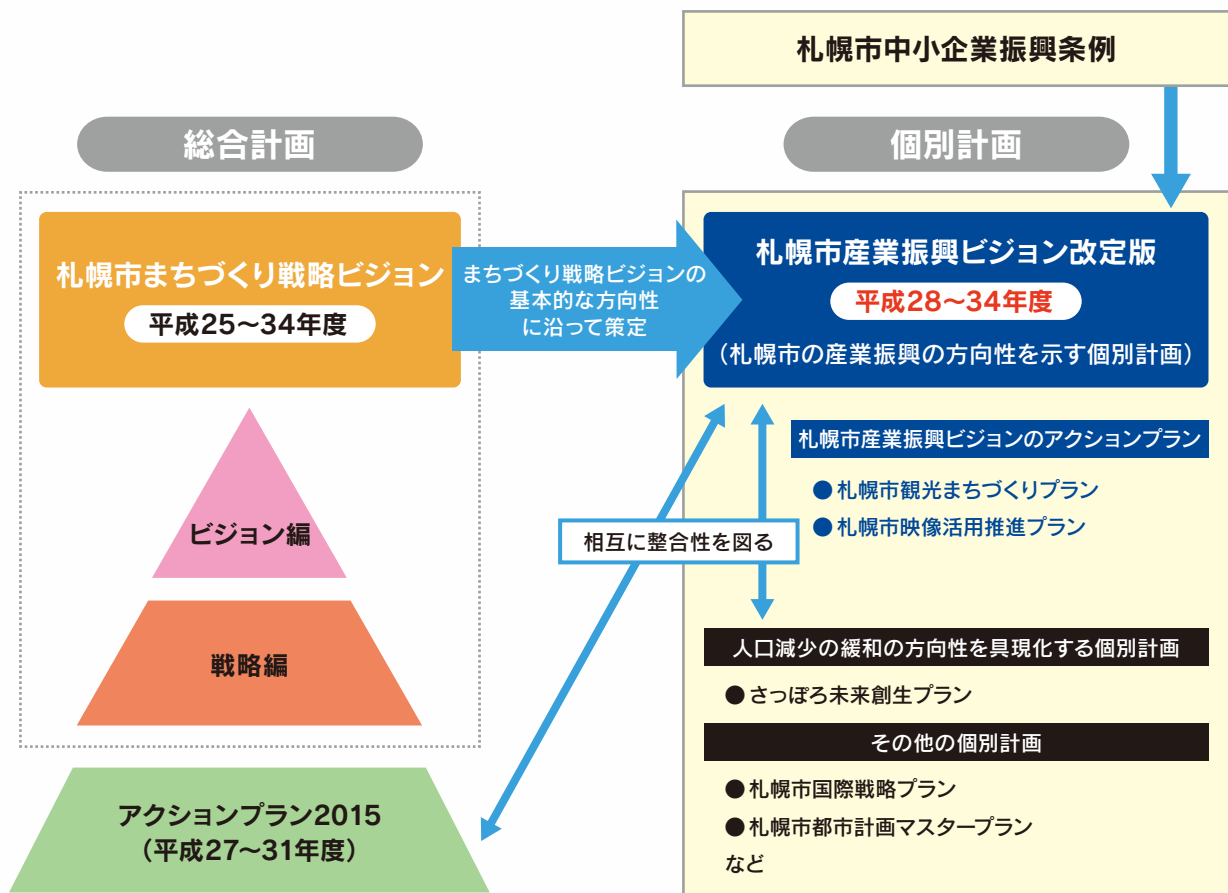 札幌市中小企業振興条例
総合計画
個別計画
札幌市まちづくり戦略ビジョン
平成25〜34年度
まちづくり戦略ビジョンの
基本的な方向性
に沿って策定
札幌市産業振興ビジョン改定版
平成28〜34年度
（札幌市の産業振興の方向性を示す個別計画）
札幌市産業振興ビジョンのアクションプラン
●札幌市観光まちづくりプラン
●札幌市映像活用推進プラン
ビジョン編
相互に整合性を図る
戦略編
人口減少の緩和の方向性を具現化する個別計画
●さっぽろ未来創生プラン
その他の個別計画
●札幌市国際戦略プラン
●札幌市都市計画マスタープラン
など
アクションプラン2015
（平成27〜31年度）